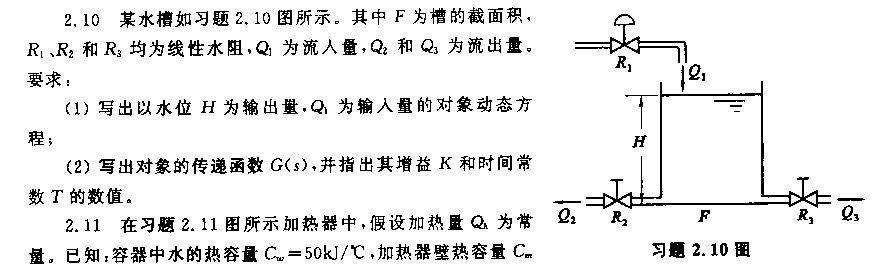 2.10 某水槽如习题2.10图所示。其中F为槽的截面积,
R₁、R₂和R₃均为线性水阻,Q₁为流入量,Q₂和Q₃为流出量。
要求:
(1) 写出以水位H为输出量,Q₁为输入量的对象动态方
程;
(2) 写出对象的传递函数G(s),并指出其增益K和时间常
数T的数值。
2.11 在习题2.11图所示加热器中,假设加热量Qₕ为常
量。已知:容器中水的热容量C_w=50kJ/℃,加热器壁热容量C_m
R₁
Q₁
H
Q₂
R₂
F
R₃
Q₃
习题2.10图